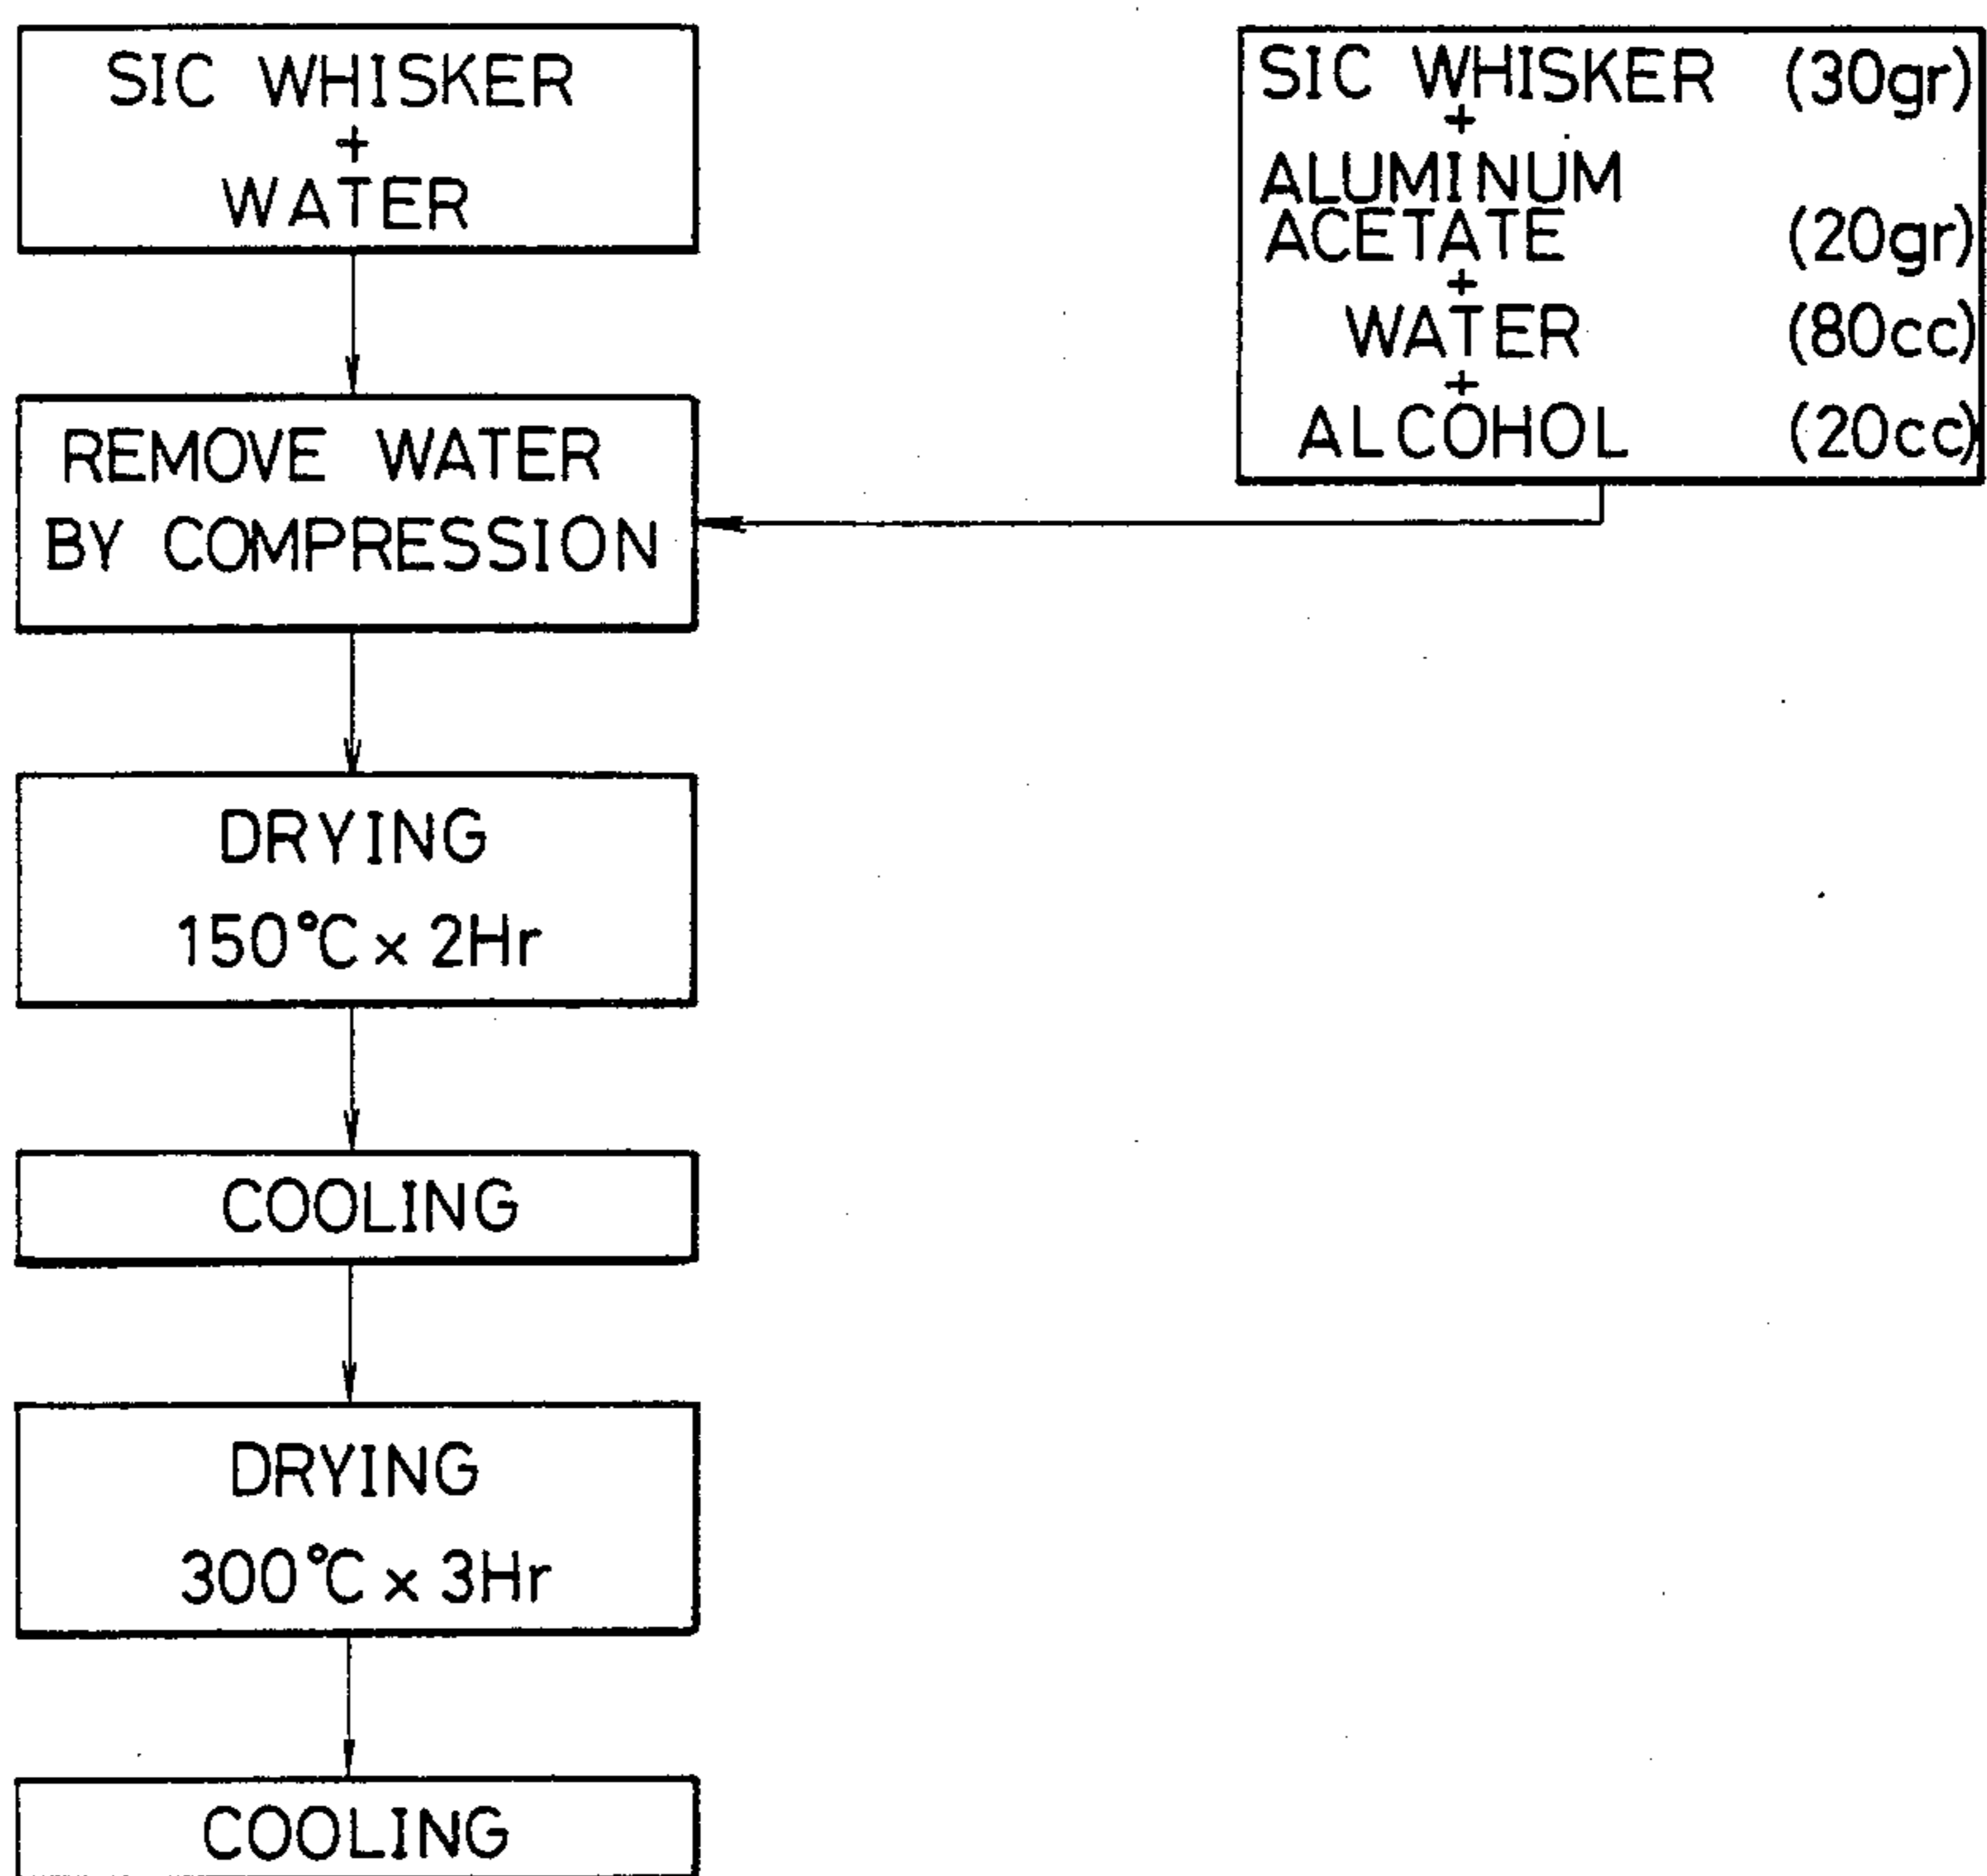 SIC WHISKER
+
WATER
SIC WHISKER (30gr)
+
ALUMINUM
ACETATE (20gr)
+
WATER (80cc)
+
ALCOHOL (20cc)
REMOVE WATER
BY COMPRESSION
DRYING
150°C x 2Hr
COOLING
DRYING
300°C x 3Hr
COOLING